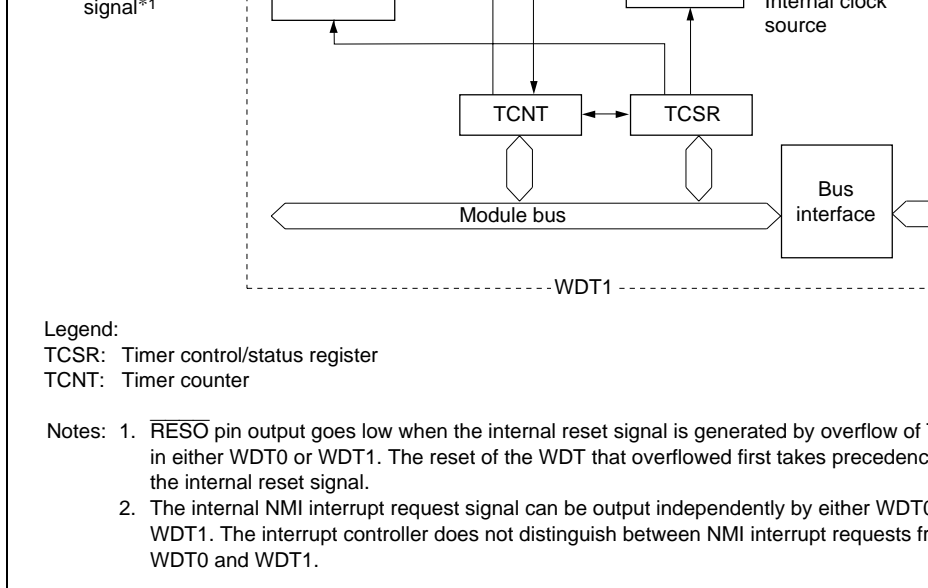 signal*1
Internal clock
source
TCNT
TCSR
Bus
interface
Module bus
WDT1
Legend:
TCSR: Timer control/status register
TCNT: Timer counter
Notes: 1. RESO pin output goes low when the internal reset signal is generated by overflow of
in either WDT0 or WDT1. The reset of the WDT that overflowed first takes precedenc
the internal reset signal.
2. The internal NMI interrupt request signal can be output independently by either WDT0
WDT1. The interrupt controller does not distinguish between NMI interrupt requests fr
WDT0 and WDT1.